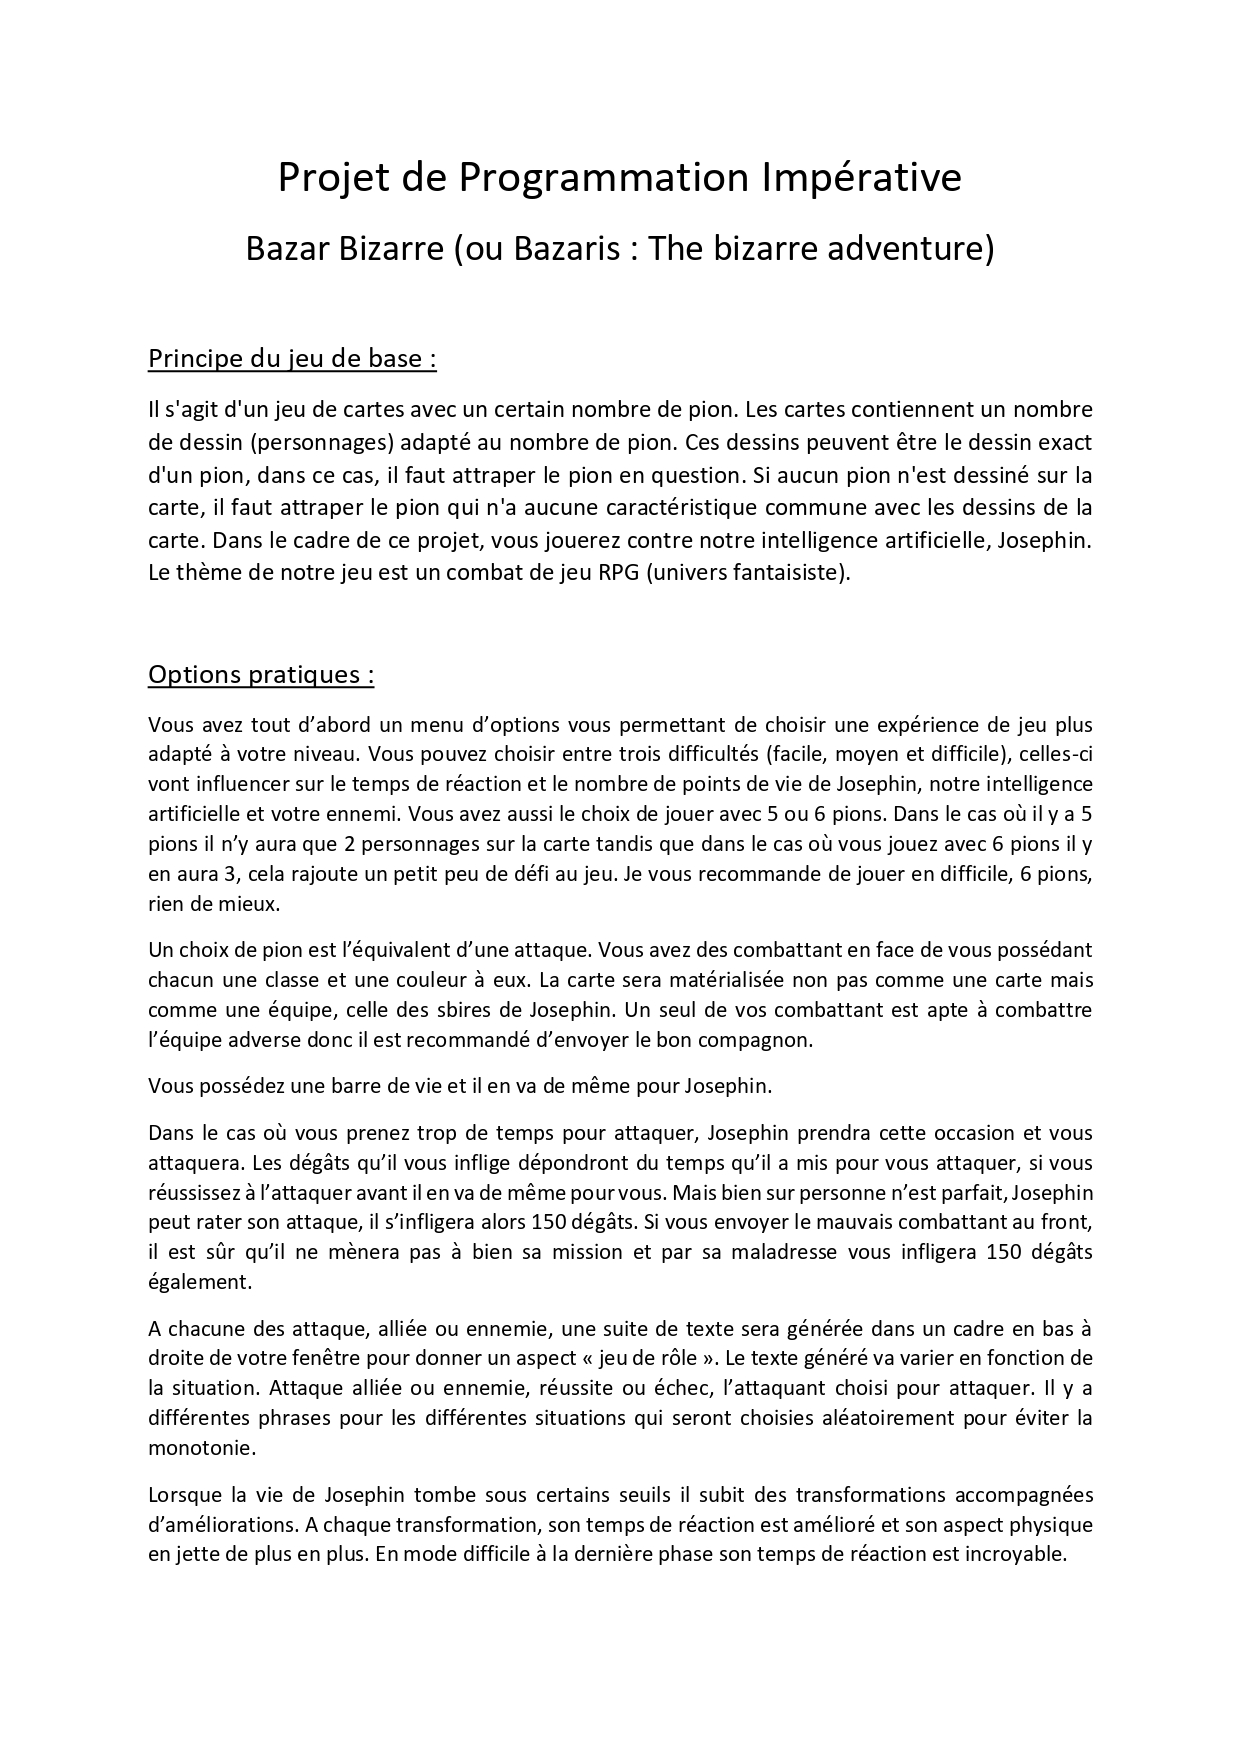 Projet de Programmation Impérative
Bazar Bizarre (ou Bazaris : The bizarre adventure)
Principe du jeu de base :
Il s'agit d'un jeu de cartes avec un certain nombre de pion. Les cartes contiennent un nombre
de dessin (personnages) adapté au nombre de pion. Ces dessins peuvent être le dessin exact
d'un pion, dans ce cas, il faut attraper le pion en question. Si aucun pion n'est dessiné sur la
carte, il faut attraper le pion qui n'a aucune caractéristique commune avec les dessins de la
carte. Dans le cadre de ce projet, vous jouerez contre notre intelligence artificielle, Josephin.
Le thème de notre jeu est un combat de jeu RPG (univers fantaisiste).
Options pratiques :
Vous avez tout d’abord un menu d’options vous permettant de choisir une expérience de jeu plus
adapté à votre niveau. Vous pouvez choisir entre trois difficultés (facile, moyen et difficile), celles-ci
vont influencer sur le temps de réaction et le nombre de points de vie de Josephin, notre intelligence
artificielle et votre ennemi. Vous avez aussi le choix de jouer avec 5 ou 6 pions. Dans le cas où il y a 5
pions il n’y aura que 2 personnages sur la carte tandis que dans le cas où vous jouez avec 6 pions il y
en aura 3, cela rajoute un petit peu de défi au jeu. Je vous recommande de jouer en difficile, 6 pions,
rien de mieux.
Un choix de pion est l’équivalent d’une attaque. Vous avez des combattant en face de vous possédant
chacun une classe et une couleur à eux. La carte sera matérialisée non pas comme une carte mais
comme une équipe, celle des sbires de Josephin. Un seul de vos combattant est apte à combattre
l’équipe adverse donc il est recommandé d’envoyer le bon compagnon.
Vous possédez une barre de vie et il en va de même pour Josephin.
Dans le cas où vous prenez trop de temps pour attaquer, Josephin prendra cette occasion et vous
attaquera. Les dégâts qu’il vous inflige dépondront du temps qu’il a mis pour vous attaquer, si vous
réussissez à l’attaquer avant il en va de même pour vous. Mais bien sur personne n’est parfait, Josephin
peut rater son attaque, il s’infligera alors 150 dégâts. Si vous envoyer le mauvais combattant au front,
il est sûr qu’il ne mènera pas à bien sa mission et par sa maladresse vous infligera 150 dégâts
également.
A chacune des attaque, alliée ou ennemie, une suite de texte sera générée dans un cadre en bas à
droite de votre fenêtre pour donner un aspect « jeu de rôle ». Le texte généré va varier en fonction de
la situation. Attaque alliée ou ennemie, réussite ou échec, l’attaquant choisi pour attaquer. Il y a
différentes phrases pour les différentes situations qui seront choisies aléatoirement pour éviter la
monotonie.
Lorsque la vie de Josephin tombe sous certains seuils il subit des transformations accompagnées
d’améliorations. A chaque transformation, son temps de réaction est amélioré et son aspect physique
en jette de plus en plus. En mode difficile à la dernière phase son temps de réaction est incroyable.